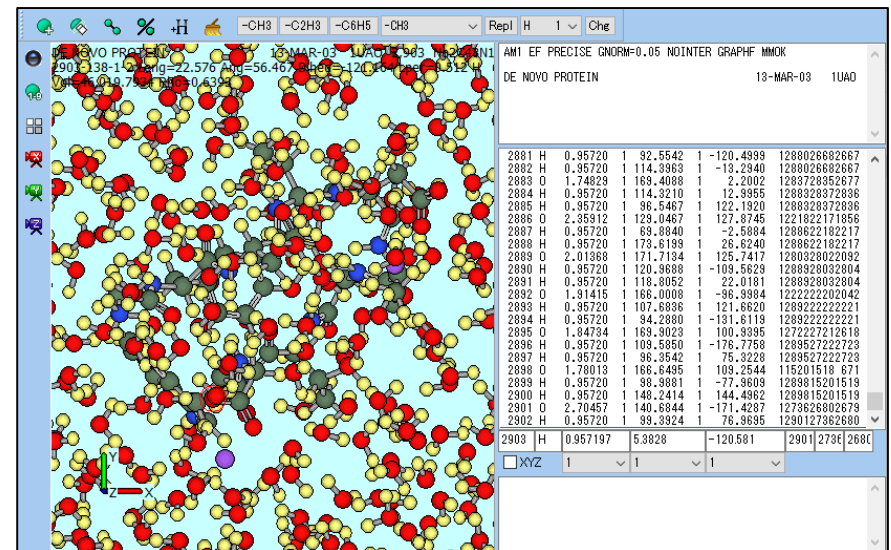 +H -CH3 -C2H3 -C6H5 -CH3 Repl H 1 Chg
AM1 EF PRECISE GNORM=0.05 NOINTER GRAPHF MMOK
DE NOVO PROTEIN 13-MAR-03 1UAO
DE NOVO PROTEIN 13-MAR-03 1UAO
2881 H 0.95720 1 92.5542 1 -120.4999 1288026682667
2882 H 0.95720 1 114.3963 1 -13.2940 1288026682667
2883 O 1.74829 1 169.4088 1 2.2002 128372835267
2884 H 0.95720 1 114.3210 1 12.9955 1288328372836
2885 H 0.95720 1 96.5467 1 122.1920 1288328372836
2886 O 2.35912 1 129.0467 1 127.8745 1221822171856
2887 H 0.95720 1 69.8840 1 -2.5884 1288622182217
2888 H 0.95720 1 173.6199 1 26.6240 1288622182217
2889 O 2.01368 1 171.7134 1 125.7417 1280328022092
2890 H 0.95720 1 120.9688 1 -109.5629 1288928032804
2891 H 0.95720 1 118.8052 1 22.0181 1288928032804
2892 O 1.91415 1 166.0008 1 -96.9984 1222222202042
2893 H 0.95720 1 107.6836 1 121.6620 1289222222221
2894 H 0.95720 1 94.2880 1 -131.6119 1289222222221
2895 O 1.84734 1 169.9023 1 100.9395 1272227212618
2896 H 0.95720 1 109.5850 1 -176.7758 1289527222723
2897 H 0.95720 1 96.3542 1 75.3228 1289527222723
2898 O 1.78013 1 166.6495 1 109.2544 115201518 671
2899 H 0.95720 1 98.9881 1 -77.9609 1289815201519
2900 H 0.95720 1 148.2414 1 144.4962 1289815201519
2901 O 2.70457 1 140.6844 1 -171.4287 1273626802679
2902 H 0.95720 1 99.3924 1 76.9695 1290127362680
2903 H 0.957197 5.3828 -120.581 2901 2736 2680
XYZ 1 1 1
Y
Z X